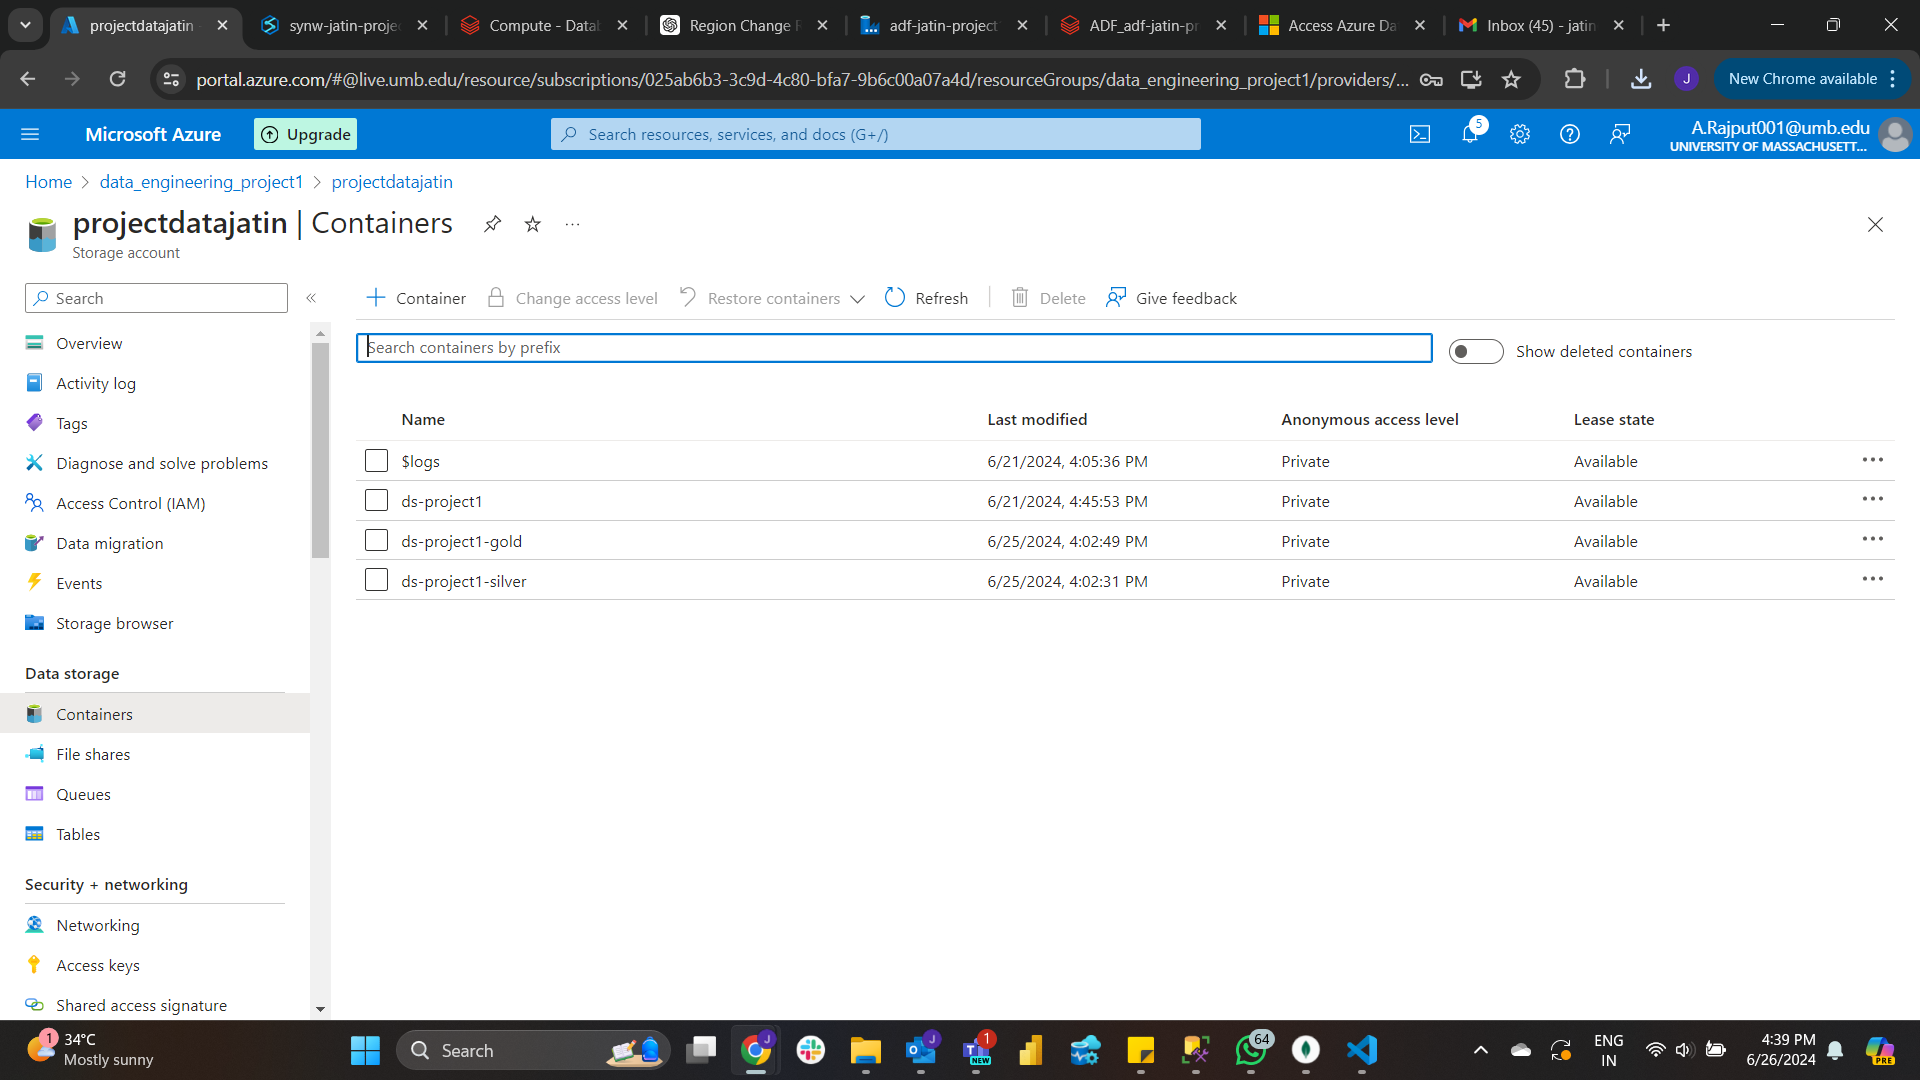 projectdatajatin
synw-jatin-projec
Compute - Datab
Region Change F
adf-jatin-project
ADF_adf-jatin-pr
Access Azure Da
Inbox (45) - jatin
portal.azure.com/#@live.umb.edu/resource/subscriptions/025ab6b3-3c9d-4c80-bfa7-9b6c00a07a4d/resourceGroups/data_engineering_project1/providers/...
J
New Chrome available
Microsoft Azure
Upgrade
Search resources, services, and docs (G+/)
5
A.Rajput001@umb.edu
UNIVERSITY OF MASSACHUSETT...
Home > data_engineering_project1 > projectdatajatin
projectdatajatin | Containers
...
Storage account
Search
Container
Change access level
Restore containers
Refresh
Delete
Give feedback
Search containers by prefix
Show deleted containers
Overview
Activity log
Tags
Diagnose and solve problems
Access Control (IAM)
Data migration
Events
Storage browser
Data storage
Containers
File shares
Queues
Tables
Security + networking
Networking
Access keys
Shared access signature
Name Last modified Anonymous access level Lease state
$logs 6/21/2024, 4:05:36 PM Private Available
ds-project1 6/21/2024, 4:45:53 PM Private Available
ds-project1-gold 6/25/2024, 4:02:49 PM Private Available
ds-project1-silver 6/25/2024, 4:02:31 PM Private Available
1
34°C
Mostly sunny
Search
J
J
1
NEW
64
ENG
IN
4:39 PM
6/26/2024
PRE